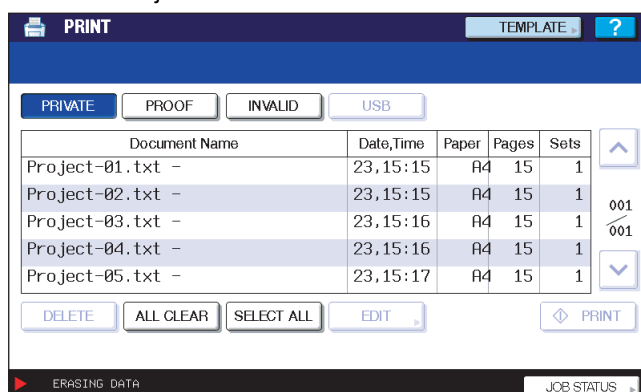 PRINT TEMPLATE ?
PRIVATE PROOF INVALID USB
Document Name Date,Time Paper Pages Sets
Project-01.txt - 23,15:15 A4 15 1
Project-02.txt - 23,15:15 A4 15 1
001
Project-03.txt - 23,15:16 A4 15 1
001
Project-04.txt - 23,15:16 A4 15 1
Project-05.txt - 23,15:17 A4 15 1
DELETE ALL CLEAR SELECT ALL EDIT PRINT
ERASING DATA JOB STATUS